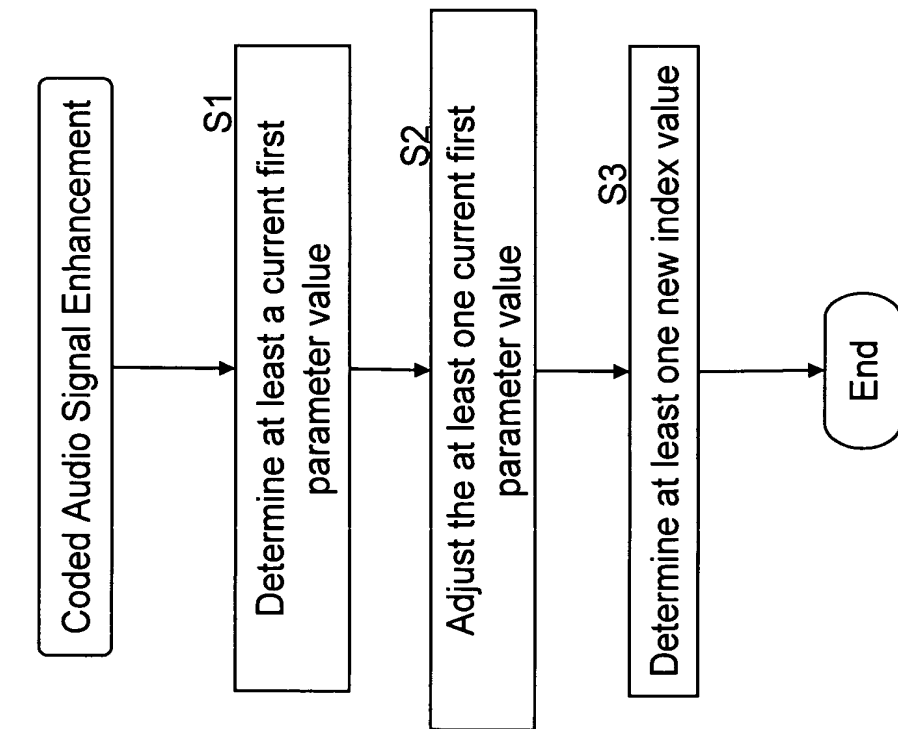 Coded Audio Signal Enhancement
S1
Determine at least a current first
parameter value
S2
Adjust the at least one current first
parameter value
S3
Determine at least one new index value
End